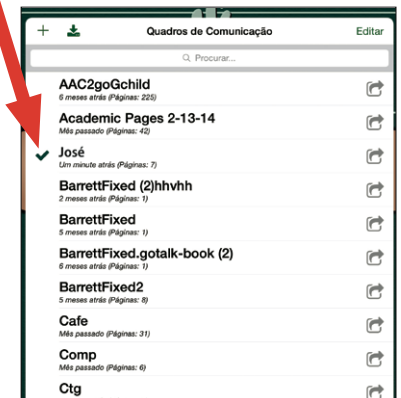 Quadros de Comunicação
Editar
Procurar...
AAC2goGchild
6 meses atrás (Páginas: 225)
Academic Pages 2-13-14
Mês passado (Páginas: 42)
José
Um minute atrás (Páginas: 7)
BarrettFixed (2)hhvhh
2 meses atrás (Páginas: 1)
BarrettFixed
5 meses atrás (Páginas: 1)
BarrettFixed.gotalk-book (2)
6 meses atrás (Páginas: 1)
BarrettFixed2
5 meses atrás (Páginas: 8)
Cafe
Mês passado (Páginas: 31)
Comp
Mês passado (Páginas: 6)
Ctg